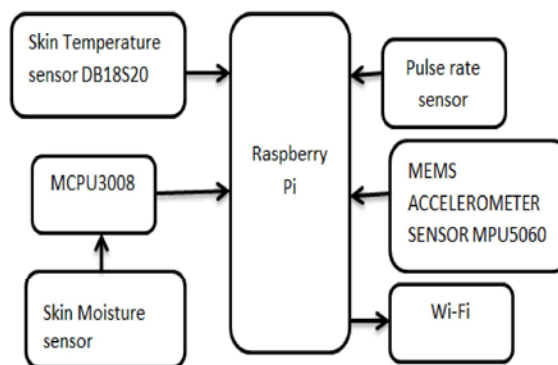 Skin Temperature
sensor DB18S20
MCPU3008
Skin Moisture
sensor
Raspberry
Pi
Pulse rate
sensor
MEMS
ACCELEROMETER
SENSOR MPU5060
Wi-Fi